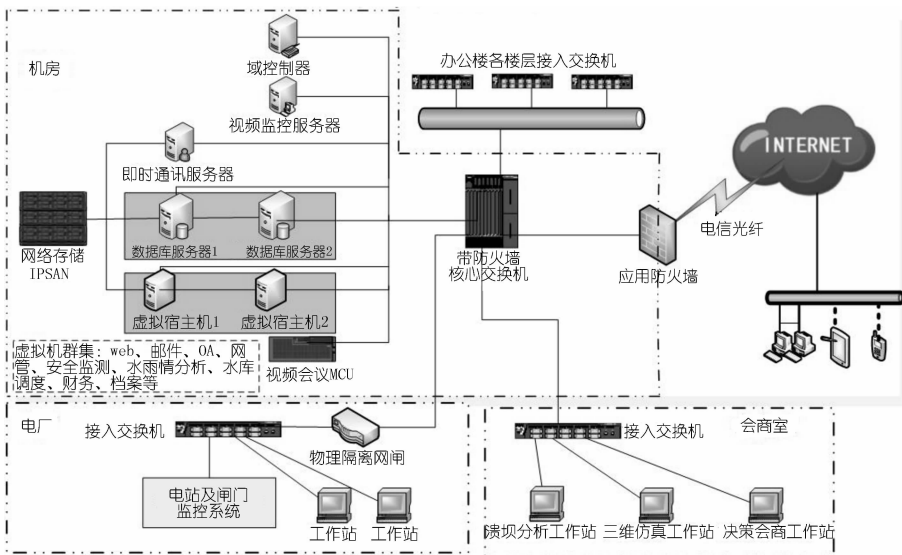 机房
域控制器
视频监控服务器
即时通讯服务器
网络存储
IPSAN
数据库服务器1
数据库服务器2
虚拟宿主机1
虚拟宿主机2
虚拟机群集：web、邮件、OA、网
管、安全监测、水雨情分析、水库
调度、财务、档案等
视频会议MCU
办公楼各楼层接入交换机
带防火墙
核心交换机
应用防火墙
电信光纤
INTERNET
电厂
接入交换机
物理隔离网闸
电站及闸门
监控系统
工作站
工作站
接入交换机
会商室
溃坝分析工作站
三维仿真工作站
决策会商工作站